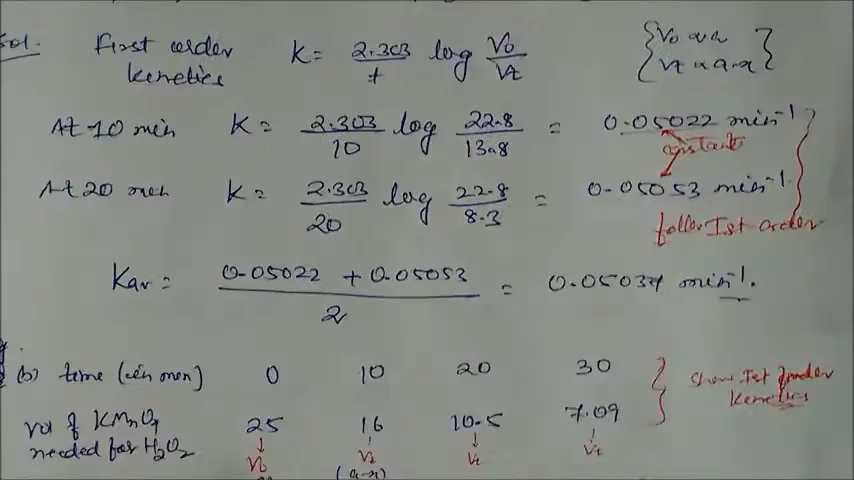 Sol. First order kenetics K = 2.303/t log V₀/Vt { V₀ ∝ a
Vt ∝ a-x }
At 10 min K = 2.303/10 log 22.8/13.8 = 0.05022 min⁻¹
constant
At 20 min K = 2.303/20 log 22.8/8.3 = 0.05053 min⁻¹
follow Ist order
Kav = 0.05022 + 0.05053/2 = 0.05037 min⁻¹.
(b) time (in min) 0 10 20 30
Show Ist order kenetics
vol of KMnO₄ needed for H₂O₂ 25 16 10.5 7.09
V₀ Vt Vt Vt
(a-x)